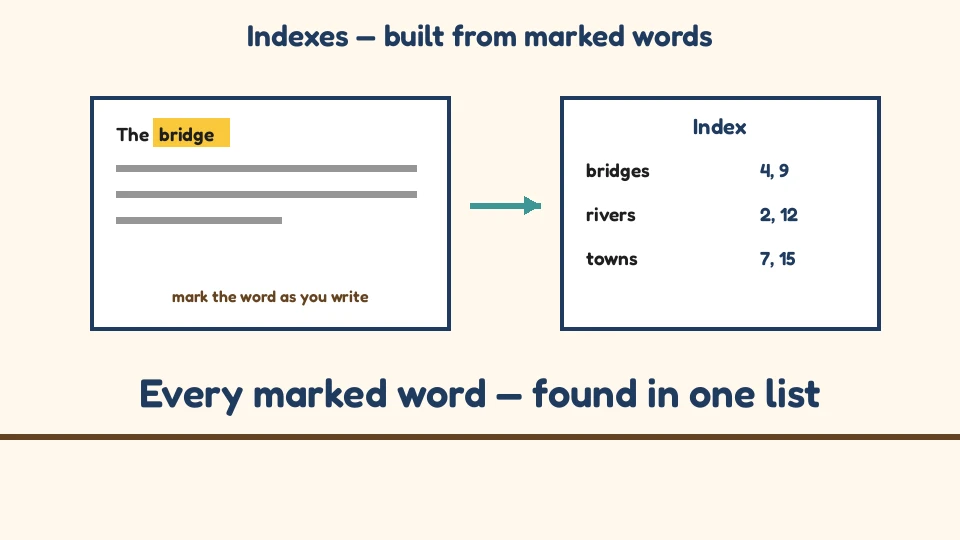 Indexes — built from marked words
The bridge
mark the word as you write
Index
bridges 4, 9
rivers 2, 12
towns 7, 15
Every marked word — found in one list